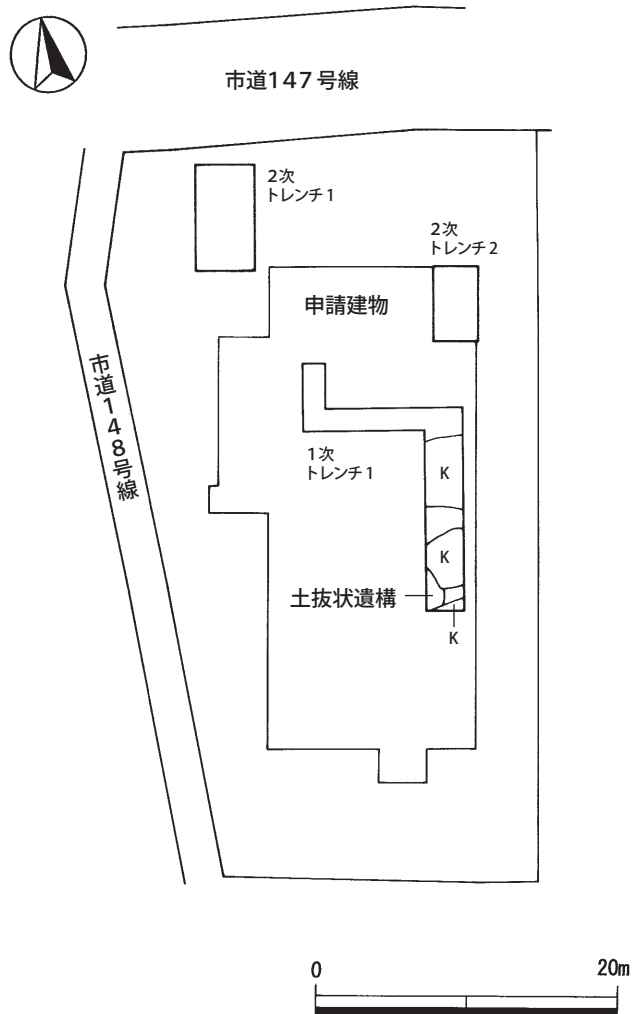 市道147号線
2次
トレンチ1
2次
トレンチ2
申請建物
市道148号線
1次
トレンチ1
K
K
土抜状遺構
K
0
20m